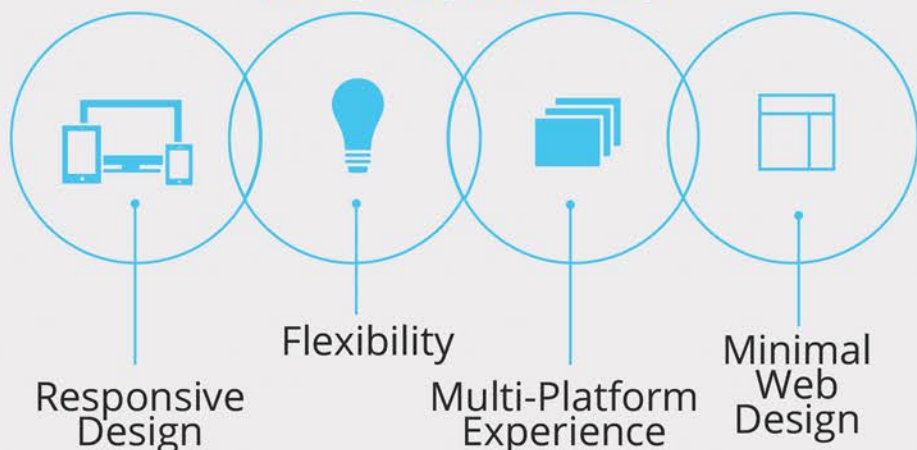 Responsive
Design
Flexibility
Multi-Platform
Experience
Minimal
Web
Design